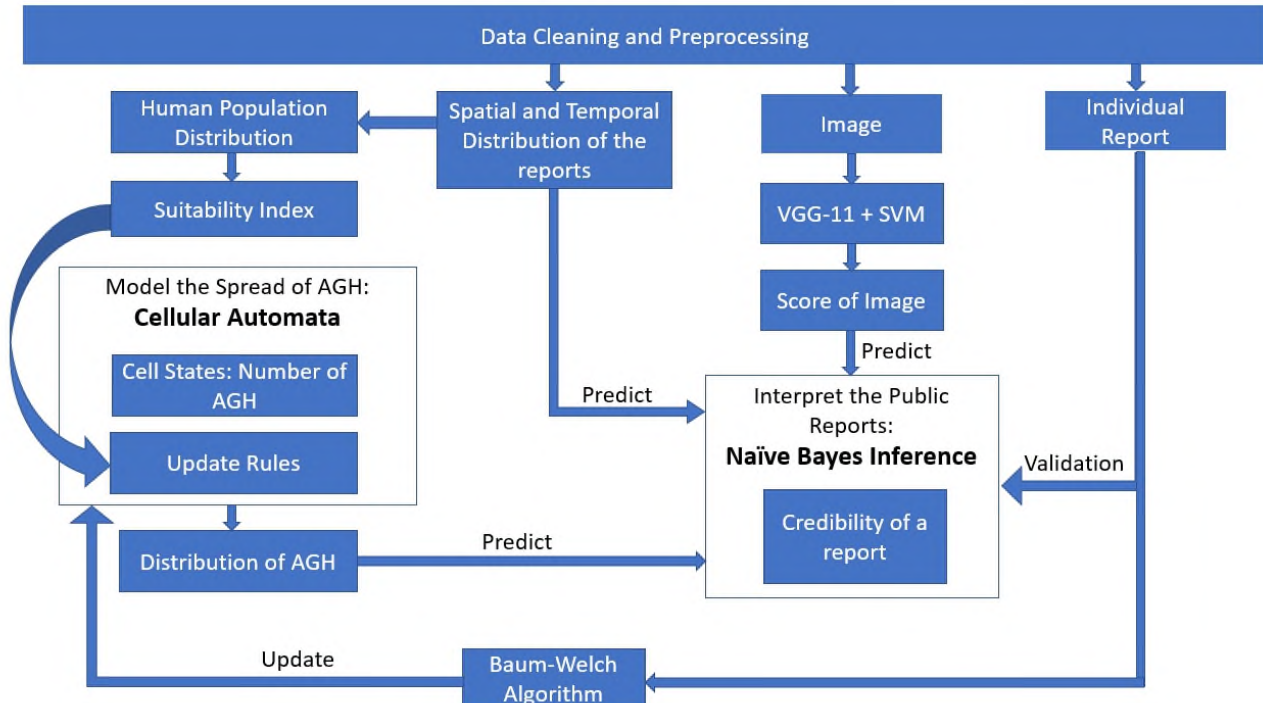 Data Cleaning and Preprocessing
Human Population
Distribution
Spatial and Temporal
Distribution of the
reports
Image
Individual
Report
Suitability Index
VGG-11 + SVM
Model the Spread of AGH:
Cellular Automata
Score of Image
Predict
Cell States: Number of
AGH
Predict
Interpret the Public
Reports:
Naïve Bayes Inference
Update Rules
Validation
Credibility of a
report
Distribution of AGH
Predict
Update
Baum-Welch
Algorithm